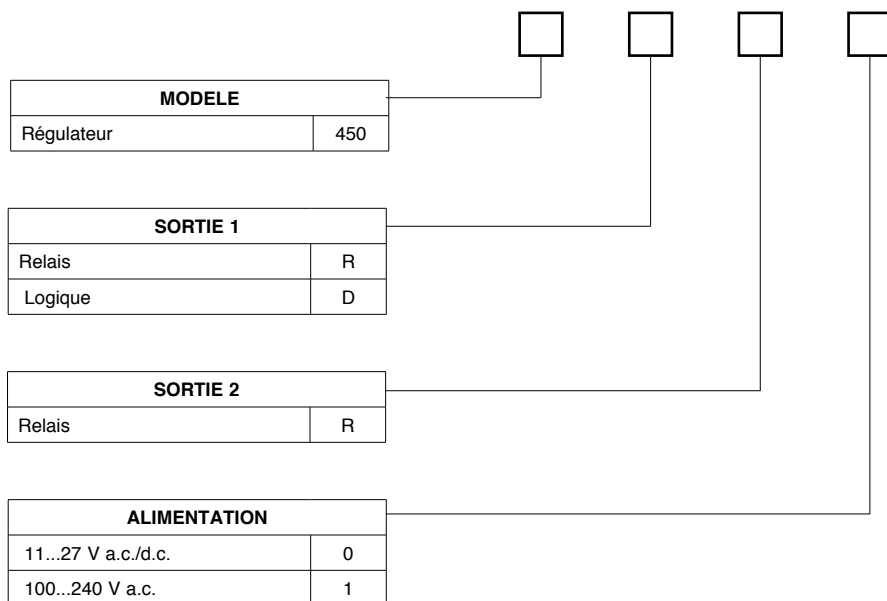 MODELE
Régulateur 450
SORTIE 1
Relais R
Logique D
SORTIE 2
Relais R
ALIMENTATION
11...27 V a.c./d.c. 0
100...240 V a.c. 1